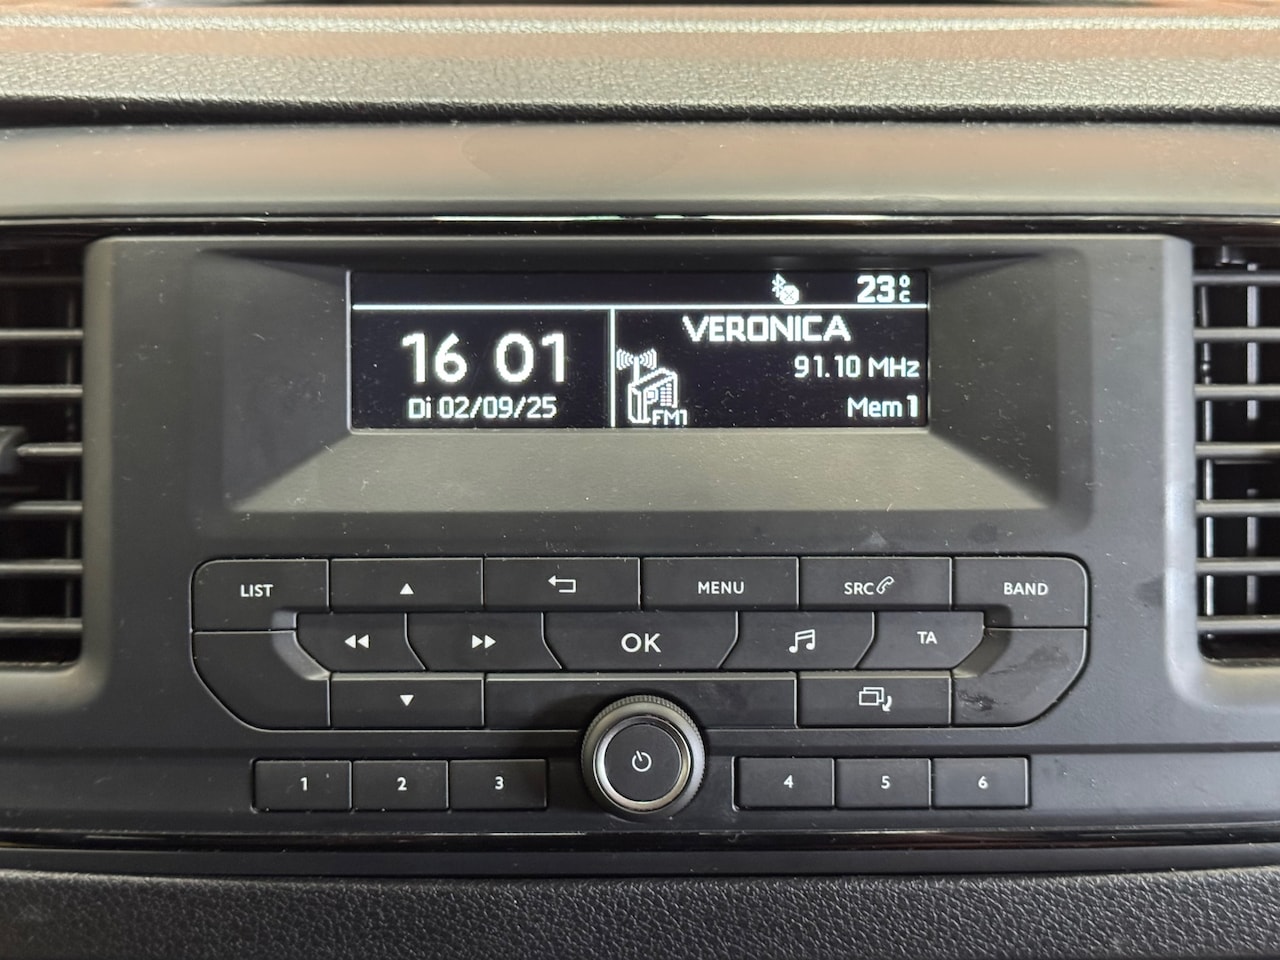 23°C
16 01
Di 02/09/25
VERONICA
91.10 MHz
FM1
Mem 1
LIST
MENU
SRC
BAND
OK
TA
1 2 3 4 5 6